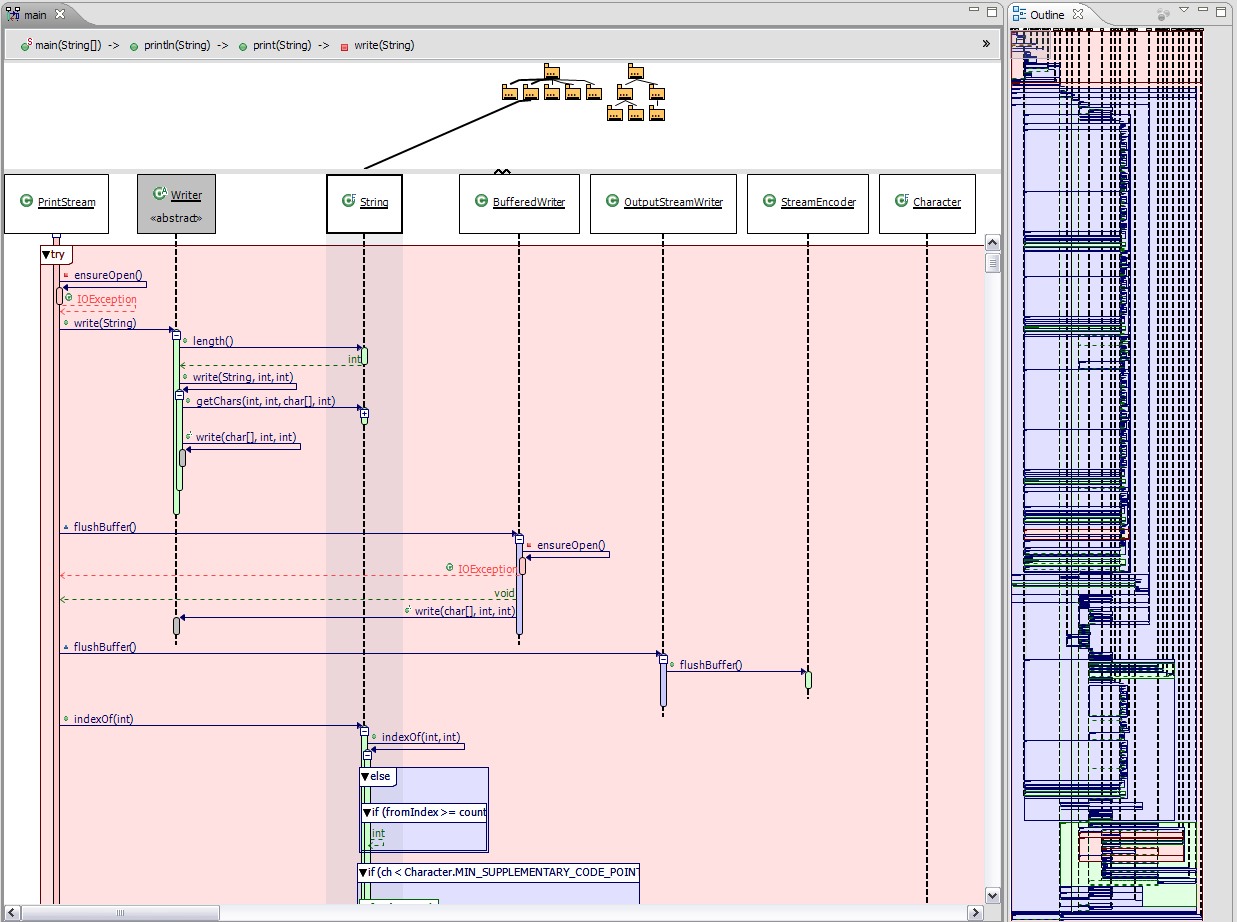 main
Outline
main(String[]) -> println(String) -> print(String) -> write(String)
»
PrintStream
Writer
«abstract»
String
BufferedWriter
OutputStreamWriter
StreamEncoder
Character
try
ensureOpen()
IOException
write(String)
length()
int
write(String, int, int)
getChars(int, int, char[], int)
write(char[], int, int)
flushBuffer()
ensureOpen()
IOException
void
write(char[], int, int)
flushBuffer()
flushBuffer()
indexOf(int)
indexOf(int, int)
else
if (fromIndex >= count
int
if (ch < Character.MIN_SUPPLEMENTARY_CODE_POINT